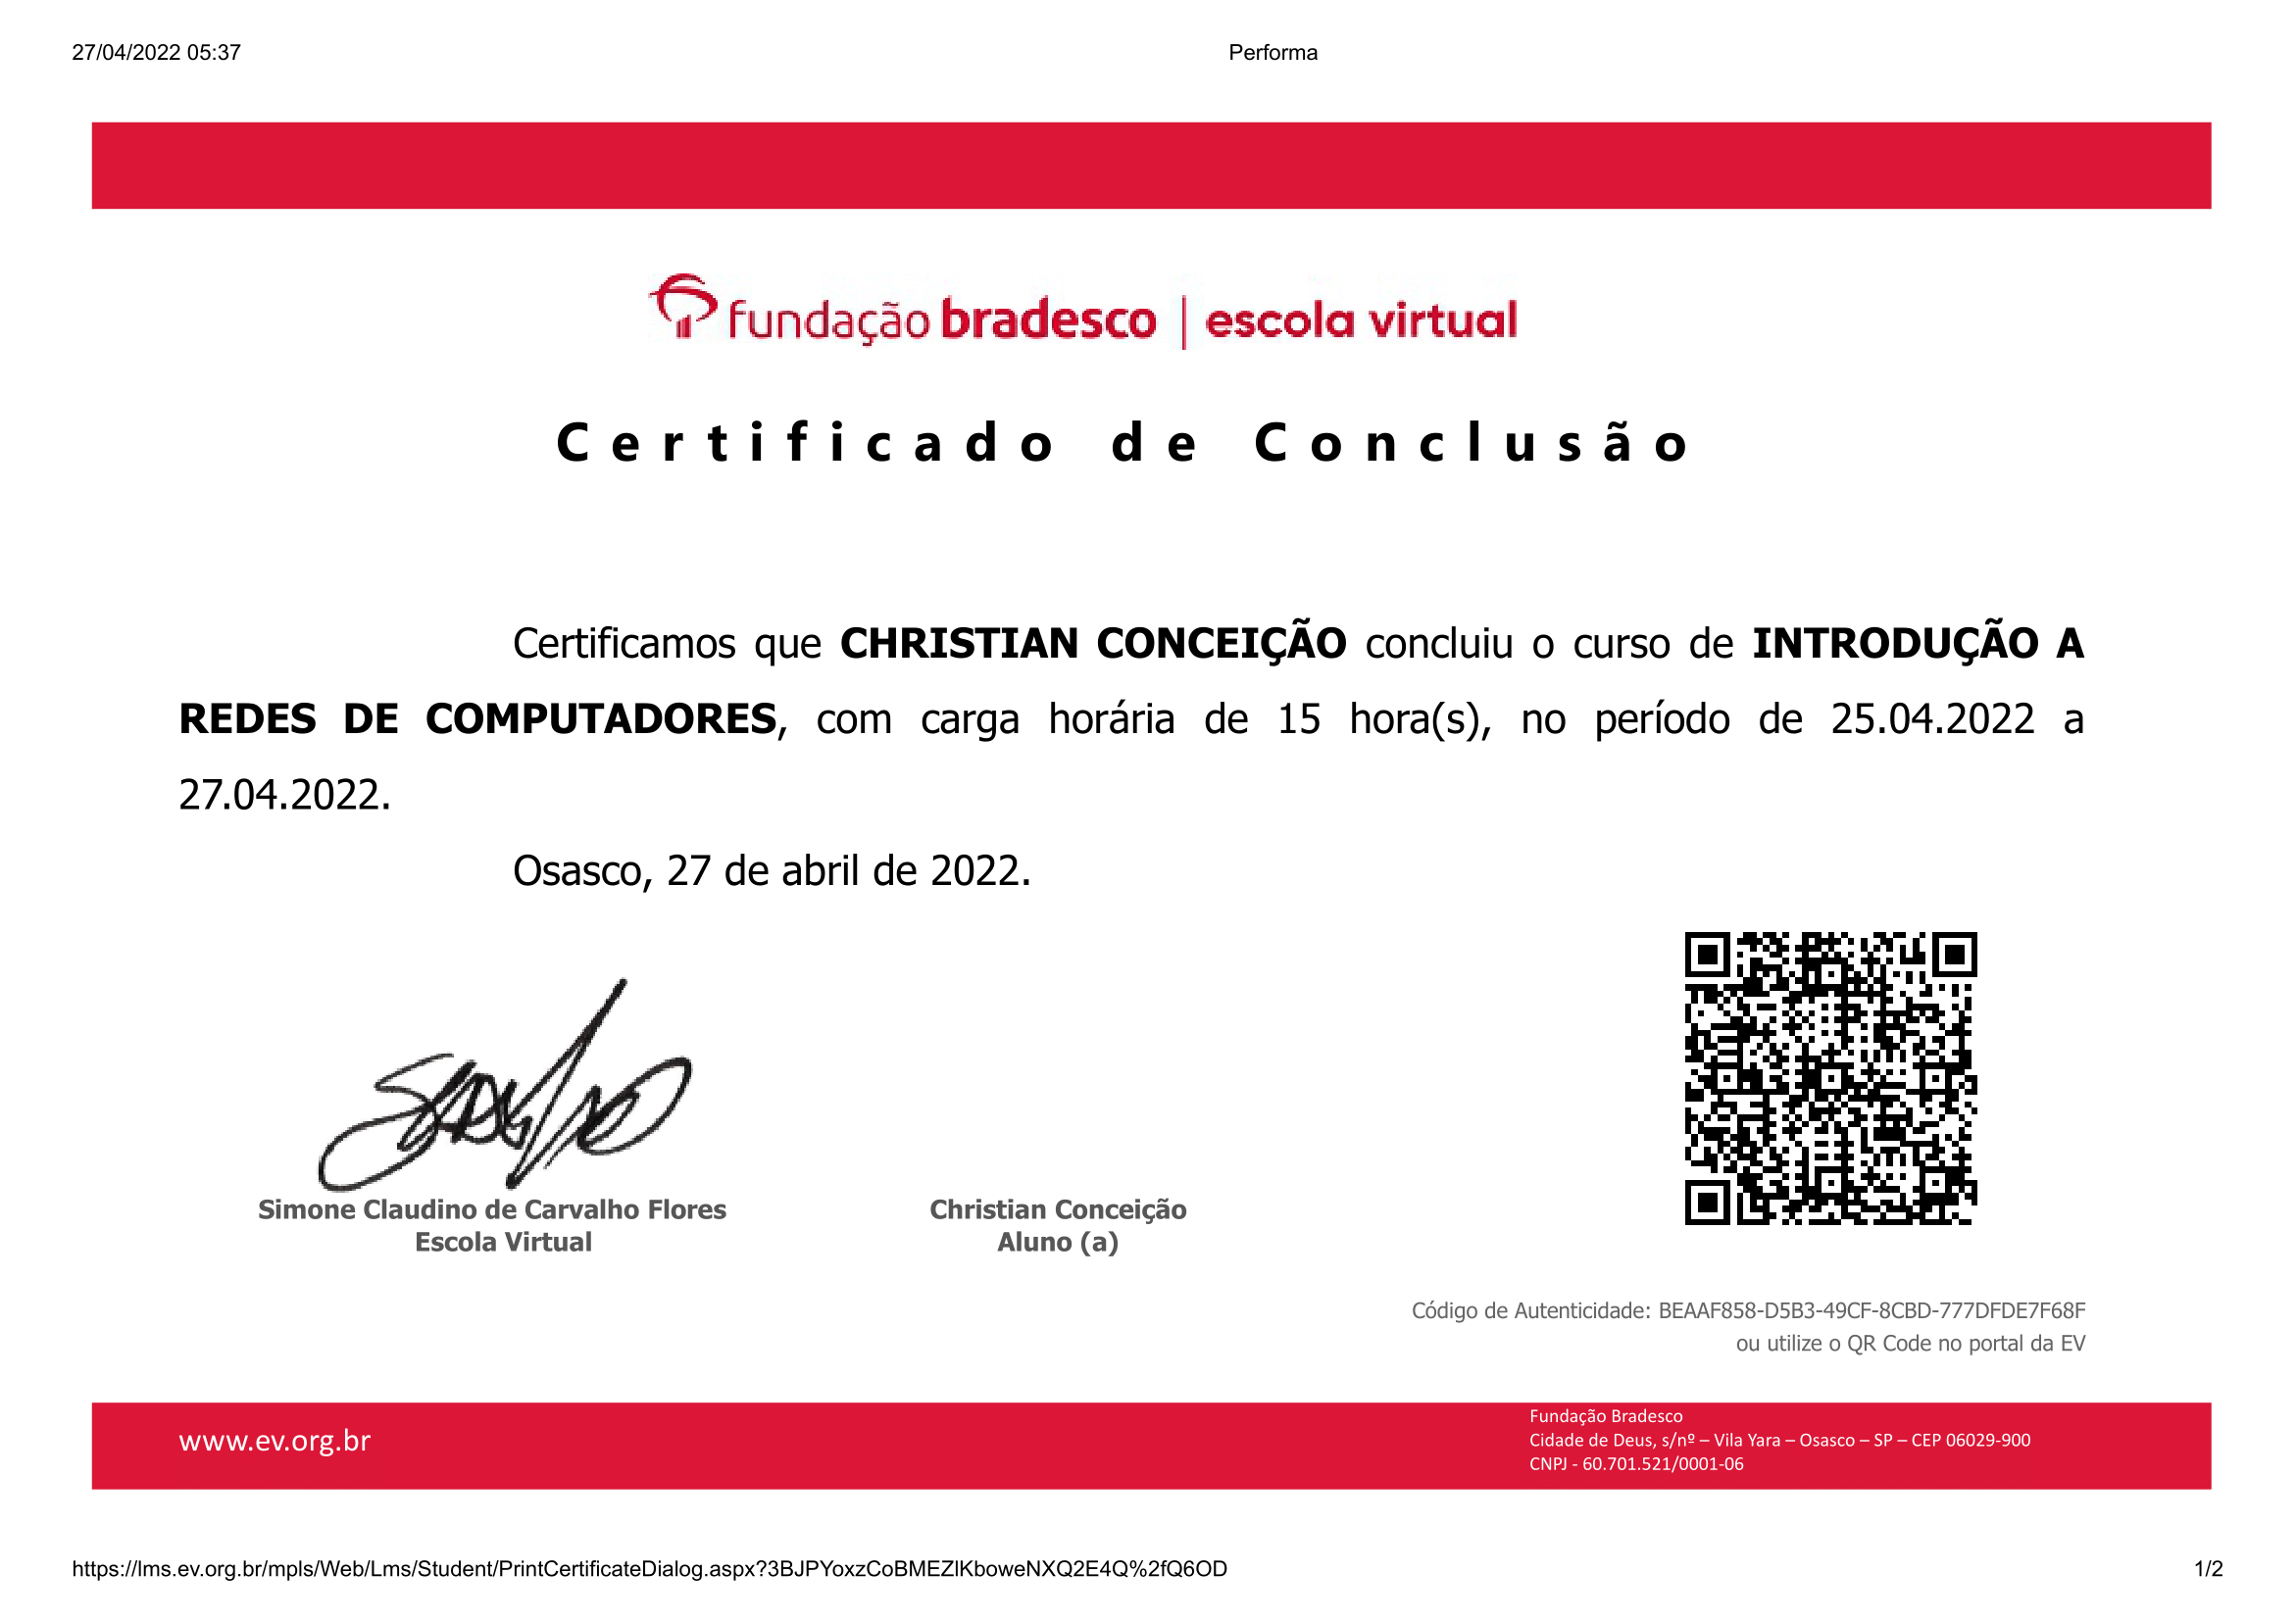 27/04/2022 05:37
Performa
fundação bradesco | escola virtual
Certificado de Conclusão
Certificamos que CHRISTIAN CONCEIÇÃO concluiu o curso de INTRODUÇÃO A
REDES DE COMPUTADORES, com carga horária de 15 hora(s), no período de 25.04.2022 a
27.04.2022.
Osasco, 27 de abril de 2022.
Simone Claudino de Carvalho Flores
Escola Virtual
Christian Conceição
Aluno (a)
Código de Autenticidade: BEAAF858-D5B3-49CF-8CBD-777DFDE7F68F
ou utilize o QR Code no portal da EV
www.ev.org.br
Fundação Bradesco
Cidade de Deus, s/nº – Vila Yara – Osasco – SP – CEP 06029-900
CNPJ - 60.701.521/0001-06
https://lms.ev.org.br/mpls/Web/Lms/Student/PrintCertificateDialog.aspx?3BJPYoxzCoBMEZlKboweNXQ2E4Q%2fQ6OD
1/2